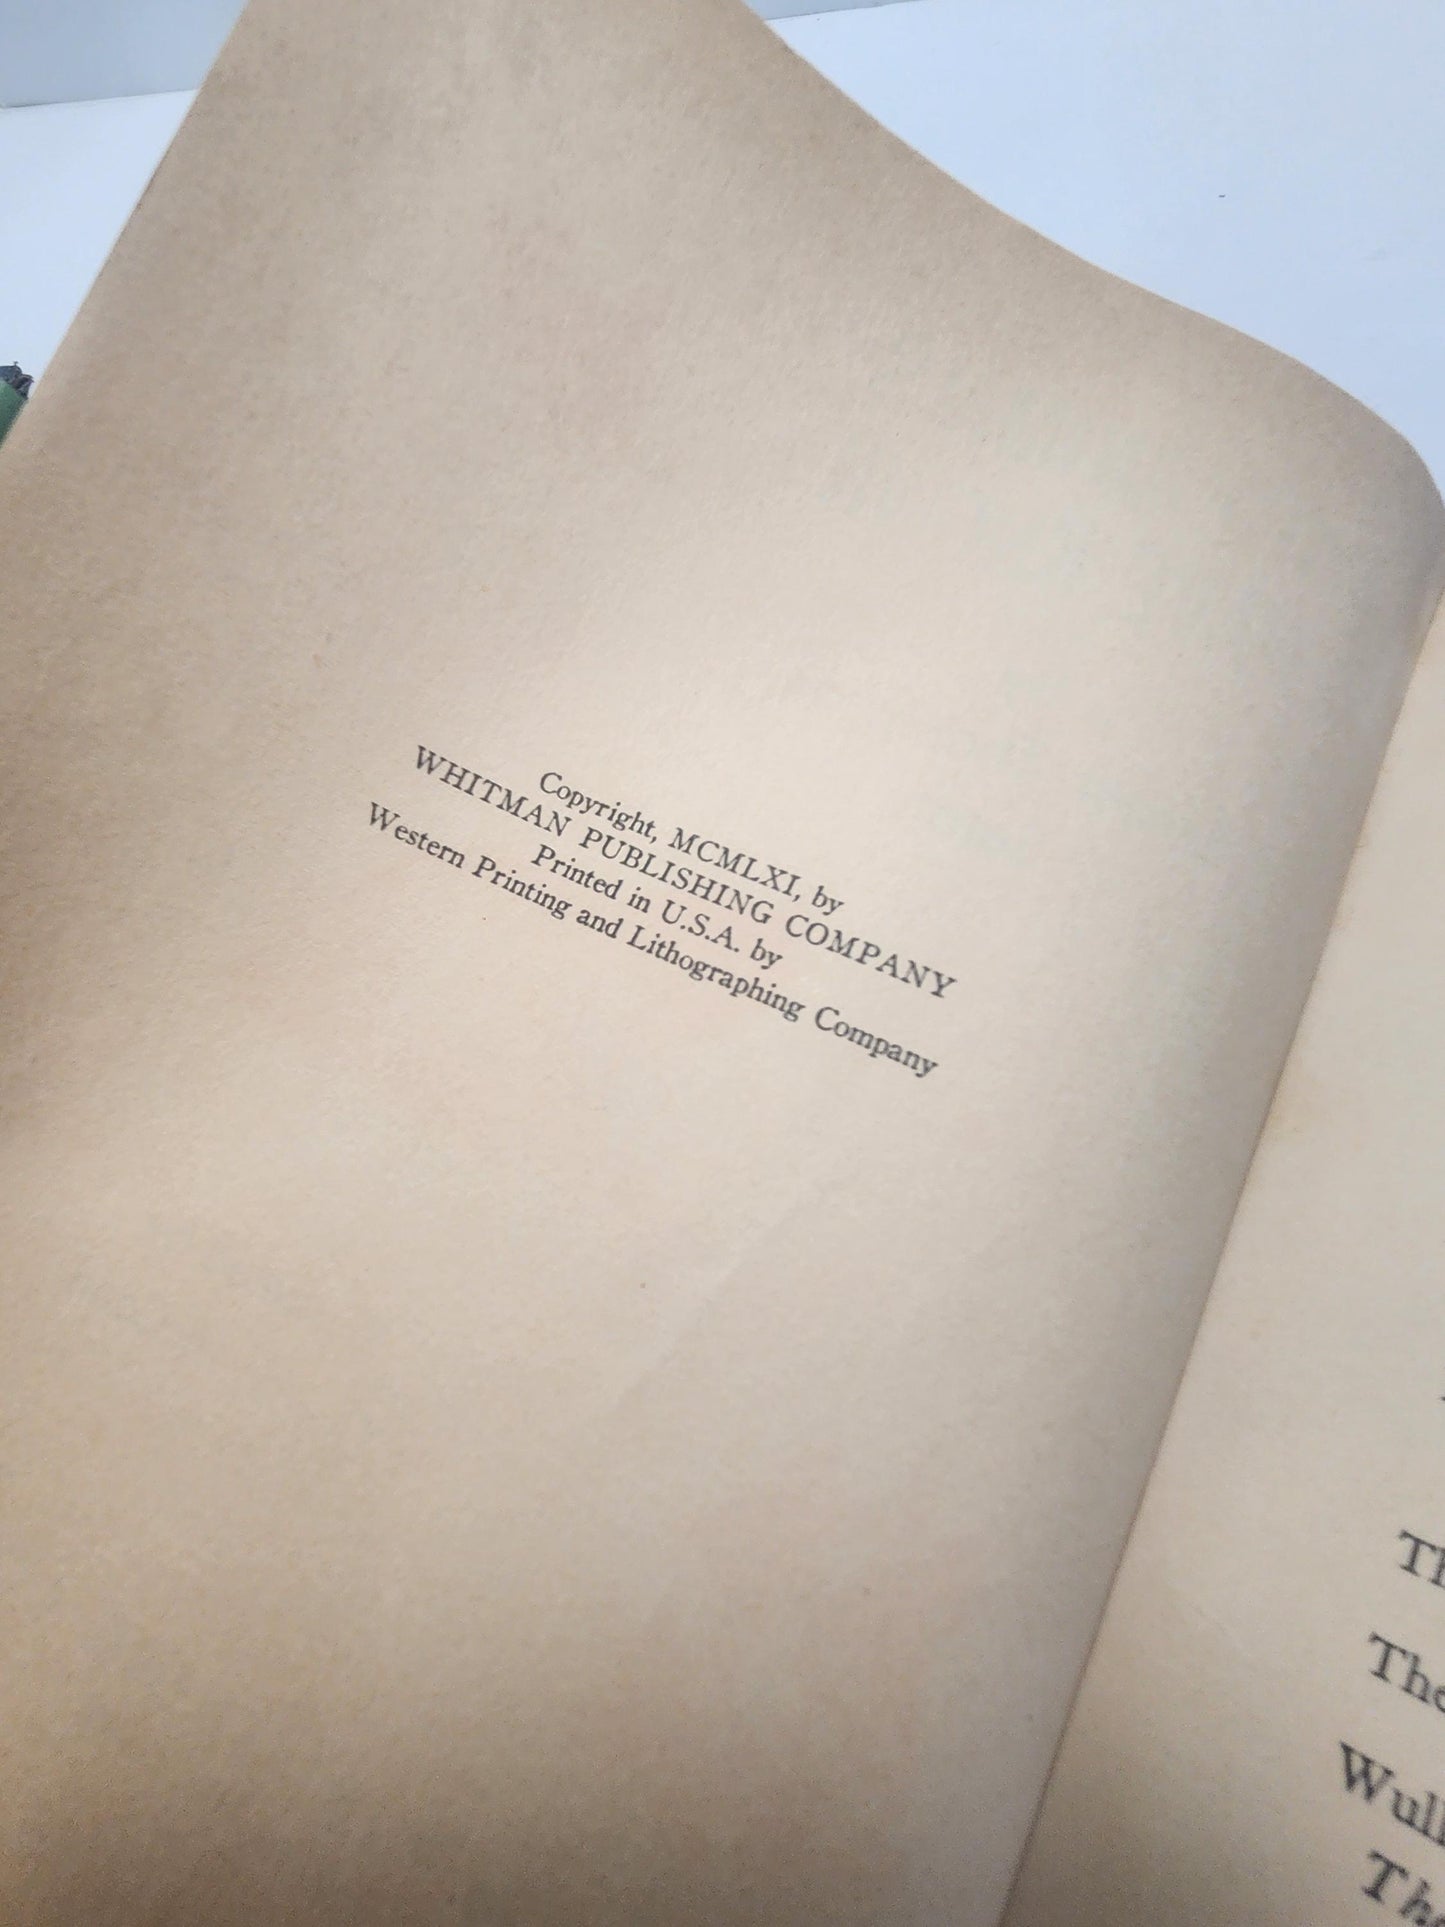 Copyright, MCMLXI, by
WHITMAN PUBLISHING COMPANY
Printed in U.S.A. by
Western Printing and Lithographing Company